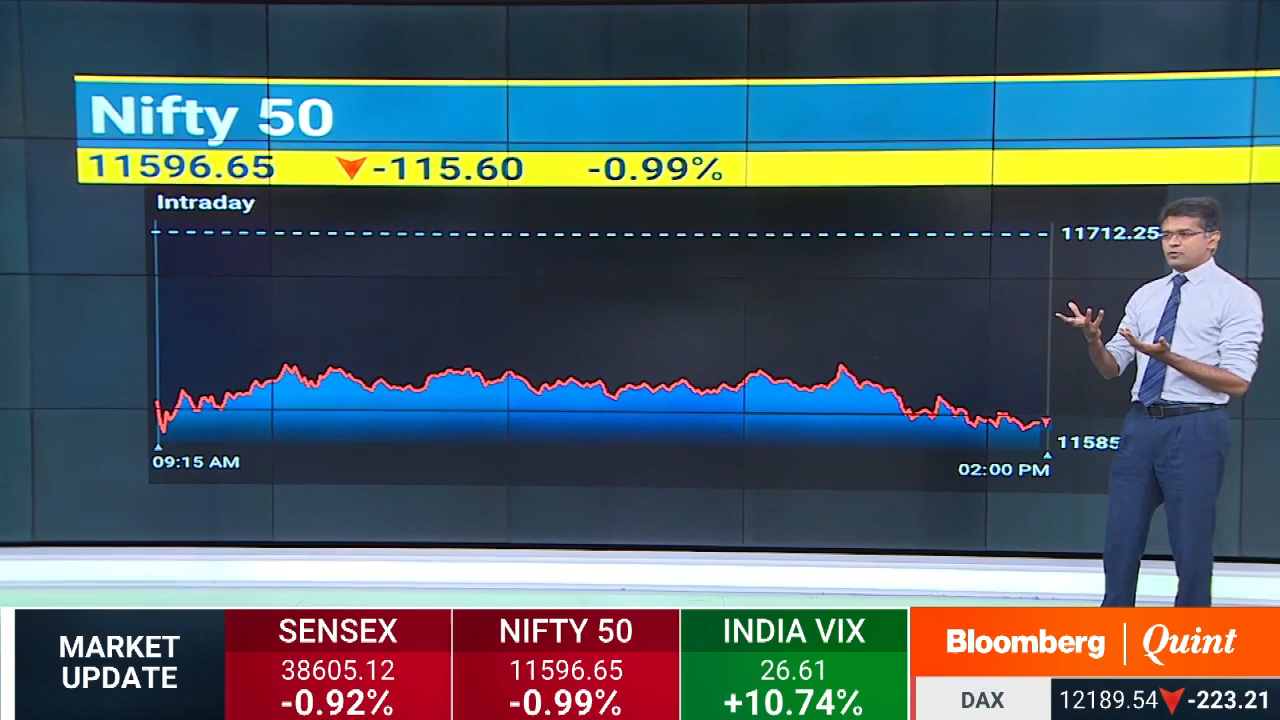 Nifty 50
11596.65 ▼ -115.60 -0.99%
Intraday
11712.25
11585
09:15 AM
02:00 PM
MARKET UPDATE
SENSEX
38605.12
-0.92%
NIFTY 50
11596.65
-0.99%
INDIA VIX
26.61
+10.74%
Bloomberg | Quint
DAX 12189.54 ▼ -223.21